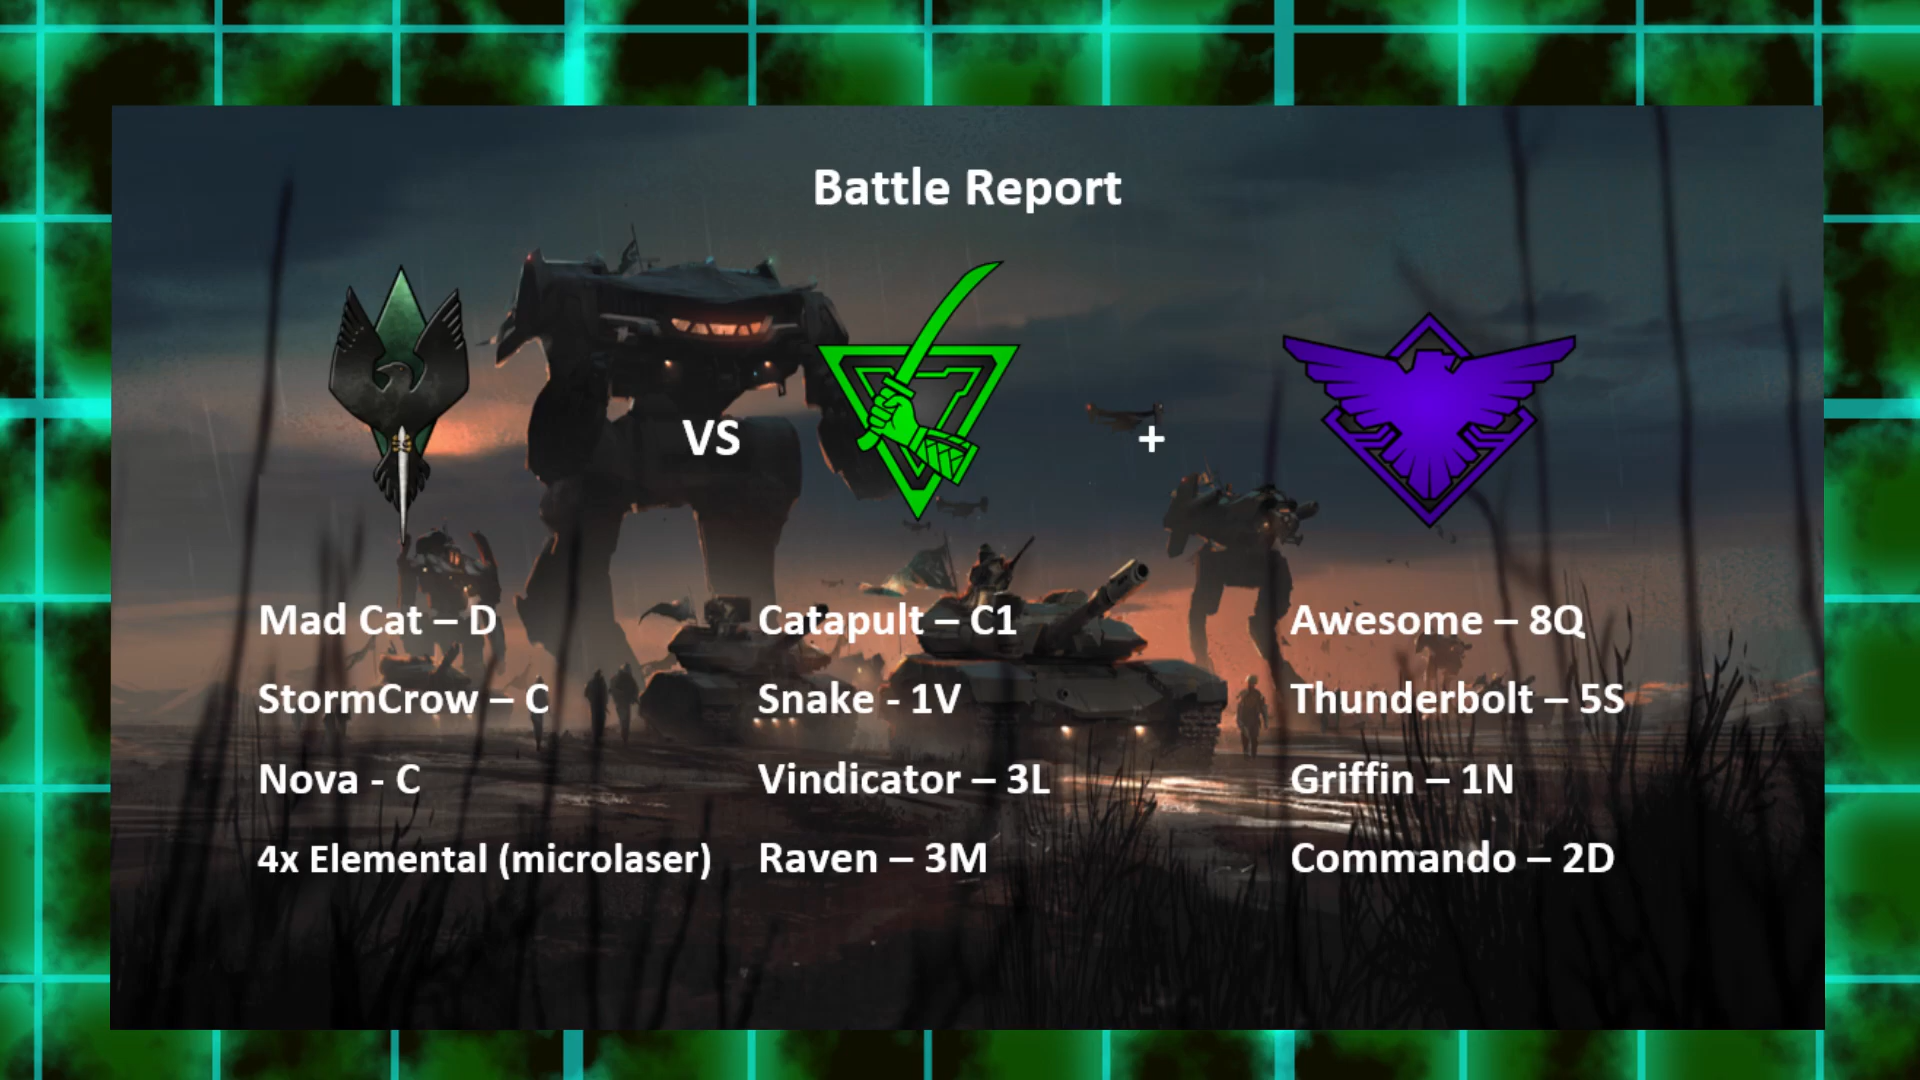 Battle Report
VS
+
Mad Cat – D
StormCrow – C
Nova - C
4x Elemental (microlaser)
Catapult – C1
Snake - 1V
Vindicator – 3L
Raven – 3M
Awesome – 8Q
Thunderbolt – 5S
Griffin – 1N
Commando – 2D